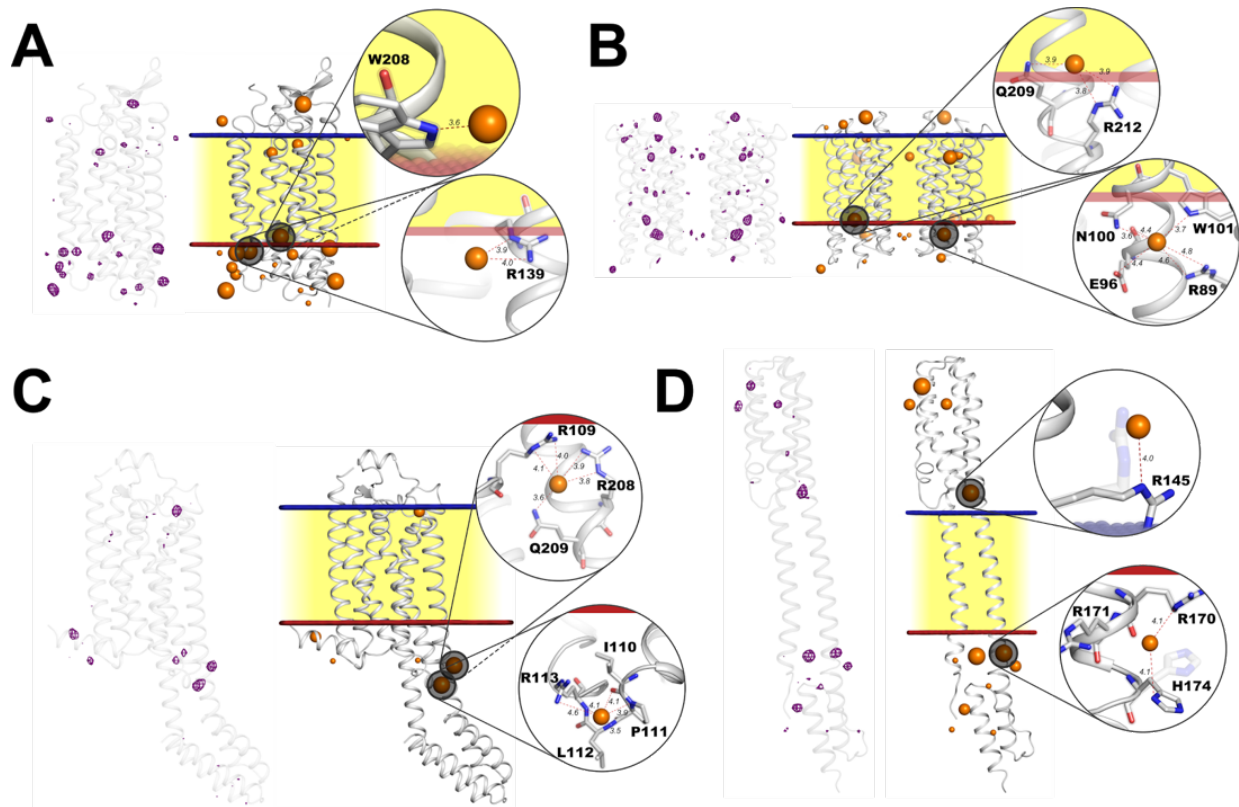 A
W208
3.6
3.9
4.0
R139
B
3.9
3.9
3.8
Q209
R212
N100
W101
3.6
4.4
3.7
4.8
4.4
4.6
E96
R89
C
R109
4.0
4.1
3.9
3.8
R208
3.6
Q209
I110
R113
4.1
4.1
4.6
3.9
P111
3.5
L112
D
4.0
R145
R171
R170
4.1
4.1
H174